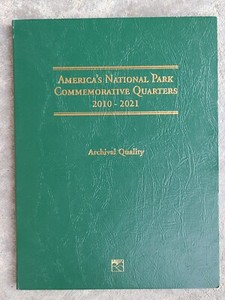 America's National Park
Commemorative Quarters
2010 - 2021
Archival Quality